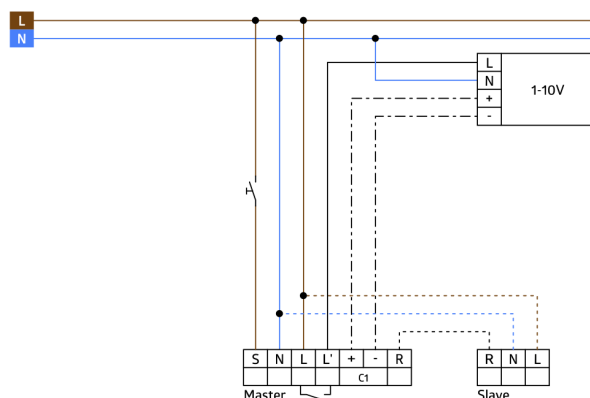 L
N
L
N
+
-
1-10V
S N L L' + - R
C1
Master
R N L
Slave